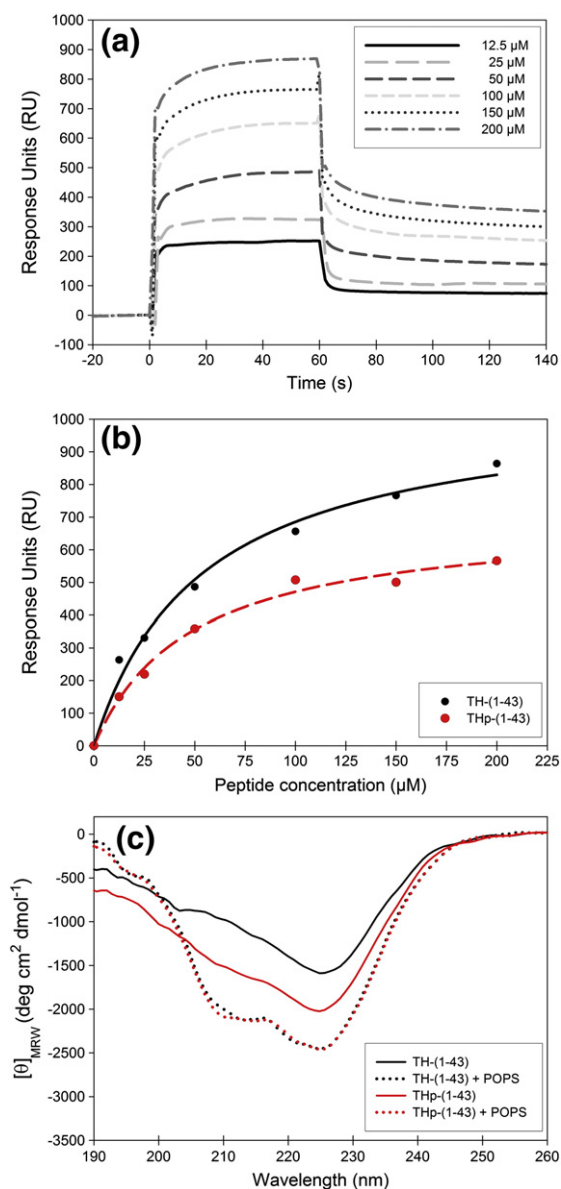 (a)
1000
900
800
700
600
500
400
300
200
100
0
-100
Response Units (RU)
12.5 µM
25 µM
50 µM
100 µM
150 µM
200 µM
-20 0 20 40 60 80 100 120 140
Time (s)
(b)
1000
900
800
700
600
500
400
300
200
100
0
Response Units (RU)
TH-(1-43)
THp-(1-43)
0 25 50 75 100 125 150 175 200 225
Peptide concentration (µM)
(c)
0
-500
-1000
-1500
-2000
-2500
-3000
-3500
[θ]MRW (deg cm2 dmol-1)
TH-(1-43)
TH-(1-43) + POPS
THp-(1-43)
THp-(1-43) + POPS
190 200 210 220 230 240 250 260
Wavelength (nm)